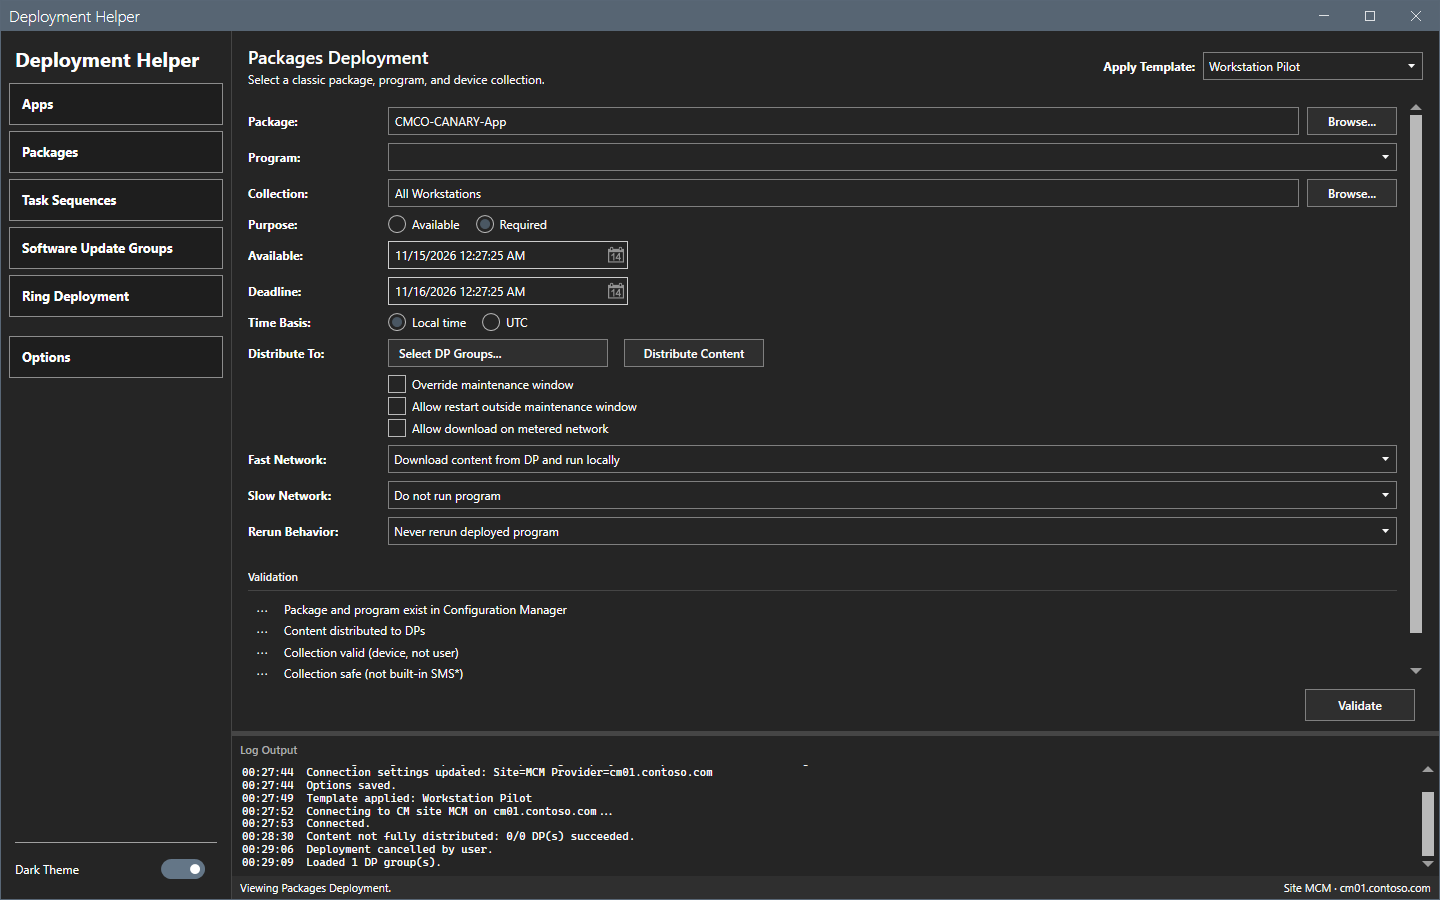 Deployment Helper
Deployment Helper
Apps
Packages
Task Sequences
Software Update Groups
Ring Deployment
Options
Dark Theme
Packages Deployment
Select a classic package, program, and device collection.
Apply Template: Workstation Pilot
Package: CMCO-CANARY-App Browse...
Program:
Collection: All Workstations Browse...
Purpose: Available Required
Available: 11/15/2026 12:27:25 AM 14
Deadline: 11/16/2026 12:27:25 AM 14
Time Basis: Local time UTC
Distribute To: Select DP Groups... Distribute Content
Override maintenance window
Allow restart outside maintenance window
Allow download on metered network
Fast Network: Download content from DP and run locally
Slow Network: Do not run program
Rerun Behavior: Never rerun deployed program
Validation
... Package and program exist in Configuration Manager
... Content distributed to DPs
... Collection valid (device, not user)
... Collection safe (not built-in SMS*)
Validate
Log Output
00:27:44 Connection settings updated: Site=MCM Provider=cm01.contoso.com
00:27:44 Options saved.
00:27:49 Template applied: Workstation Pilot
00:27:52 Connecting to CM site MCM on cm01.contoso.com...
00:27:53 Connected.
00:28:30 Content not fully distributed: 0/0 DP(s) succeeded.
00:29:06 Deployment cancelled by user.
00:29:09 Loaded 1 DP group(s).
Viewing Packages Deployment.
Site MCM · cm01.contoso.com